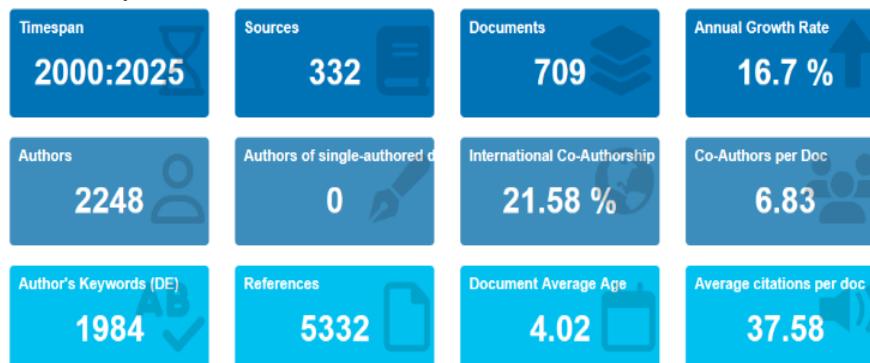 Timespan
2000:2025
Sources
332
Documents
709
Annual Growth Rate
16.7 %
Authors
2248
Authors of single-authored d
0
International Co-Authorship
21.58 %
Co-Authors per Doc
6.83
Author's Keywords (DE)
AB
1984
References
5332
Document Average Age
4.02
Average citations per doc
37.58